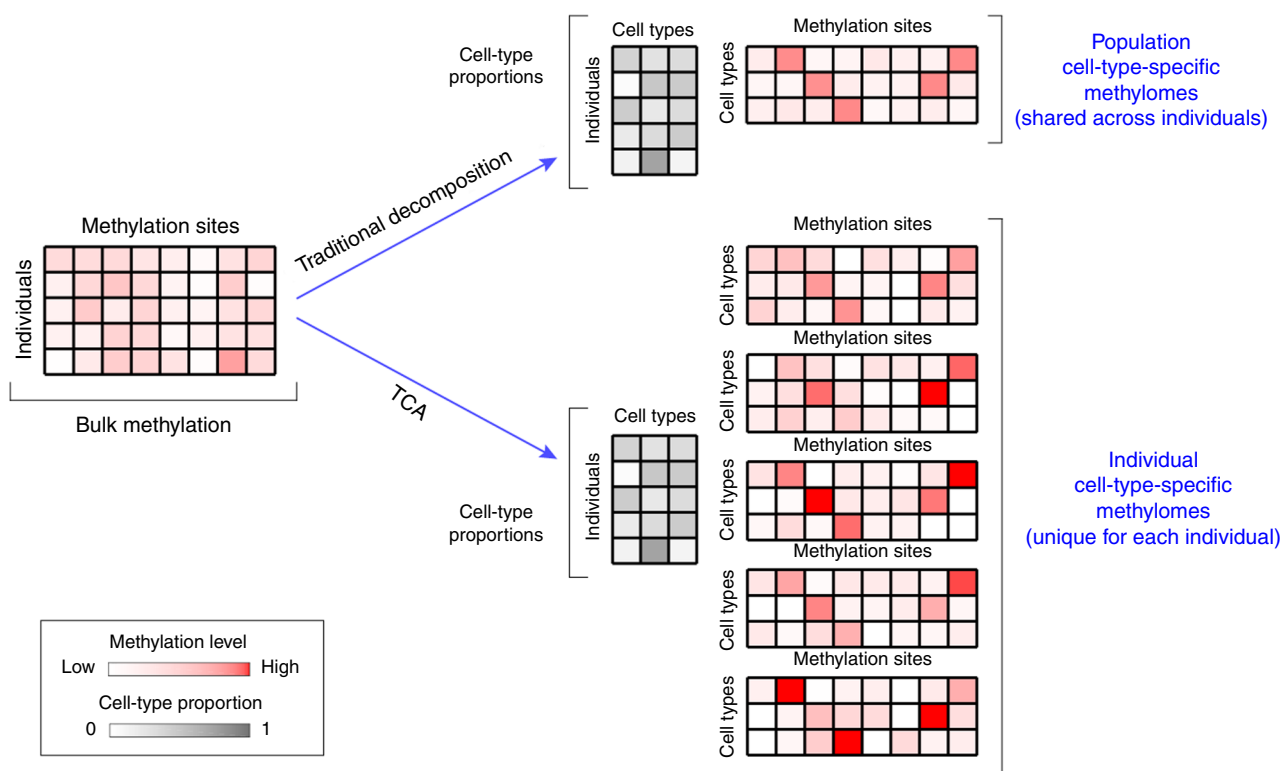 Cell types
Methylation sites
Cell-type
proportions
Individuals
Cell types
Population
cell-type-specific
methylomes
(shared across individuals)
Traditional decomposition
Methylation sites
Individuals
Bulk methylation
TCA
Cell types
Cell-type
proportions
Individuals
Methylation sites
Cell types
Methylation sites
Cell types
Methylation sites
Cell types
Methylation sites
Cell types
Methylation sites
Cell types
Individual
cell-type-specific
methylomes
(unique for each individual)
Methylation level
Low High
Cell-type proportion
0 1